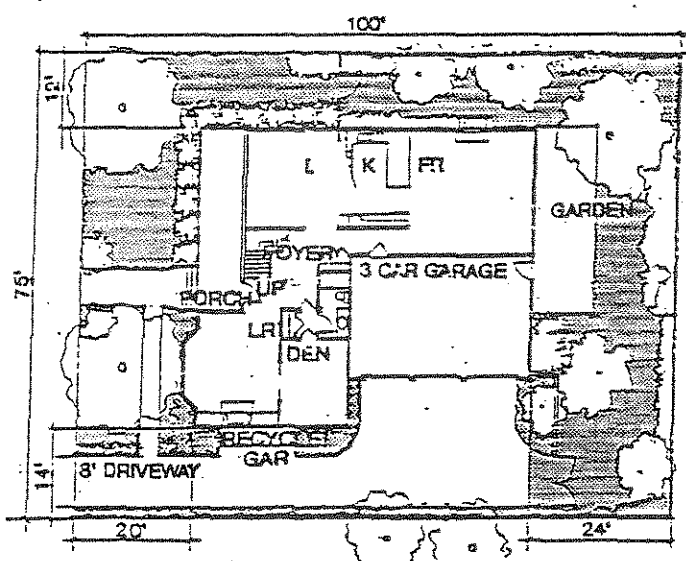 100'
12'
K FR
GARDEN
FOYER
3 CAR GARAGE
75'
PORCH
UP
LR
DEN
RECYCLE
GAR
8' DRIVEWAY
14'
20'
24'